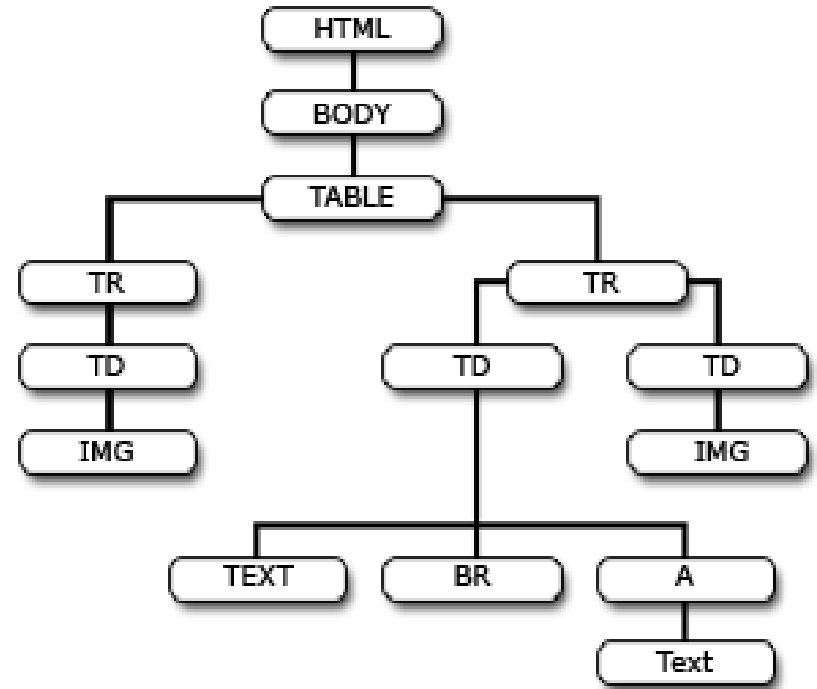 HTML
BODY
TABLE
TR
TR
TD
TD
TD
IMG
IMG
TEXT
BR
A
Text